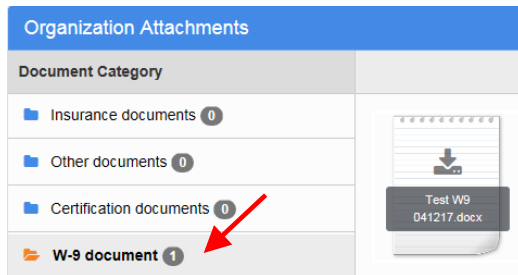 Organization Attachments
Document Category
Insurance documents 0
Other documents 0
Certification documents 0
W-9 document 1
Test W9
041217.docx